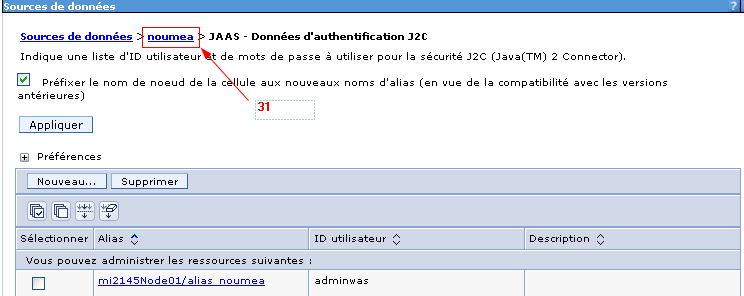 Sources de données ?
Sources de données > noumea > JAAS - Données d'authentification J2C
Indique une liste d'ID utilisateur et de mots de passe à utiliser pour la sécurité J2C (Java(TM) 2 Connector).
Préfixer le nom de noeud de la cellule aux nouveaux noms d'alias (en vue de la compatibilité avec les versions
antérieures)
31
Appliquer
Préférences
Nouveau... Supprimer
Sélectionner Alias ID utilisateur Description
Vous pouvez administrer les ressources suivantes :
mi2145Node01/alias noumea adminwas